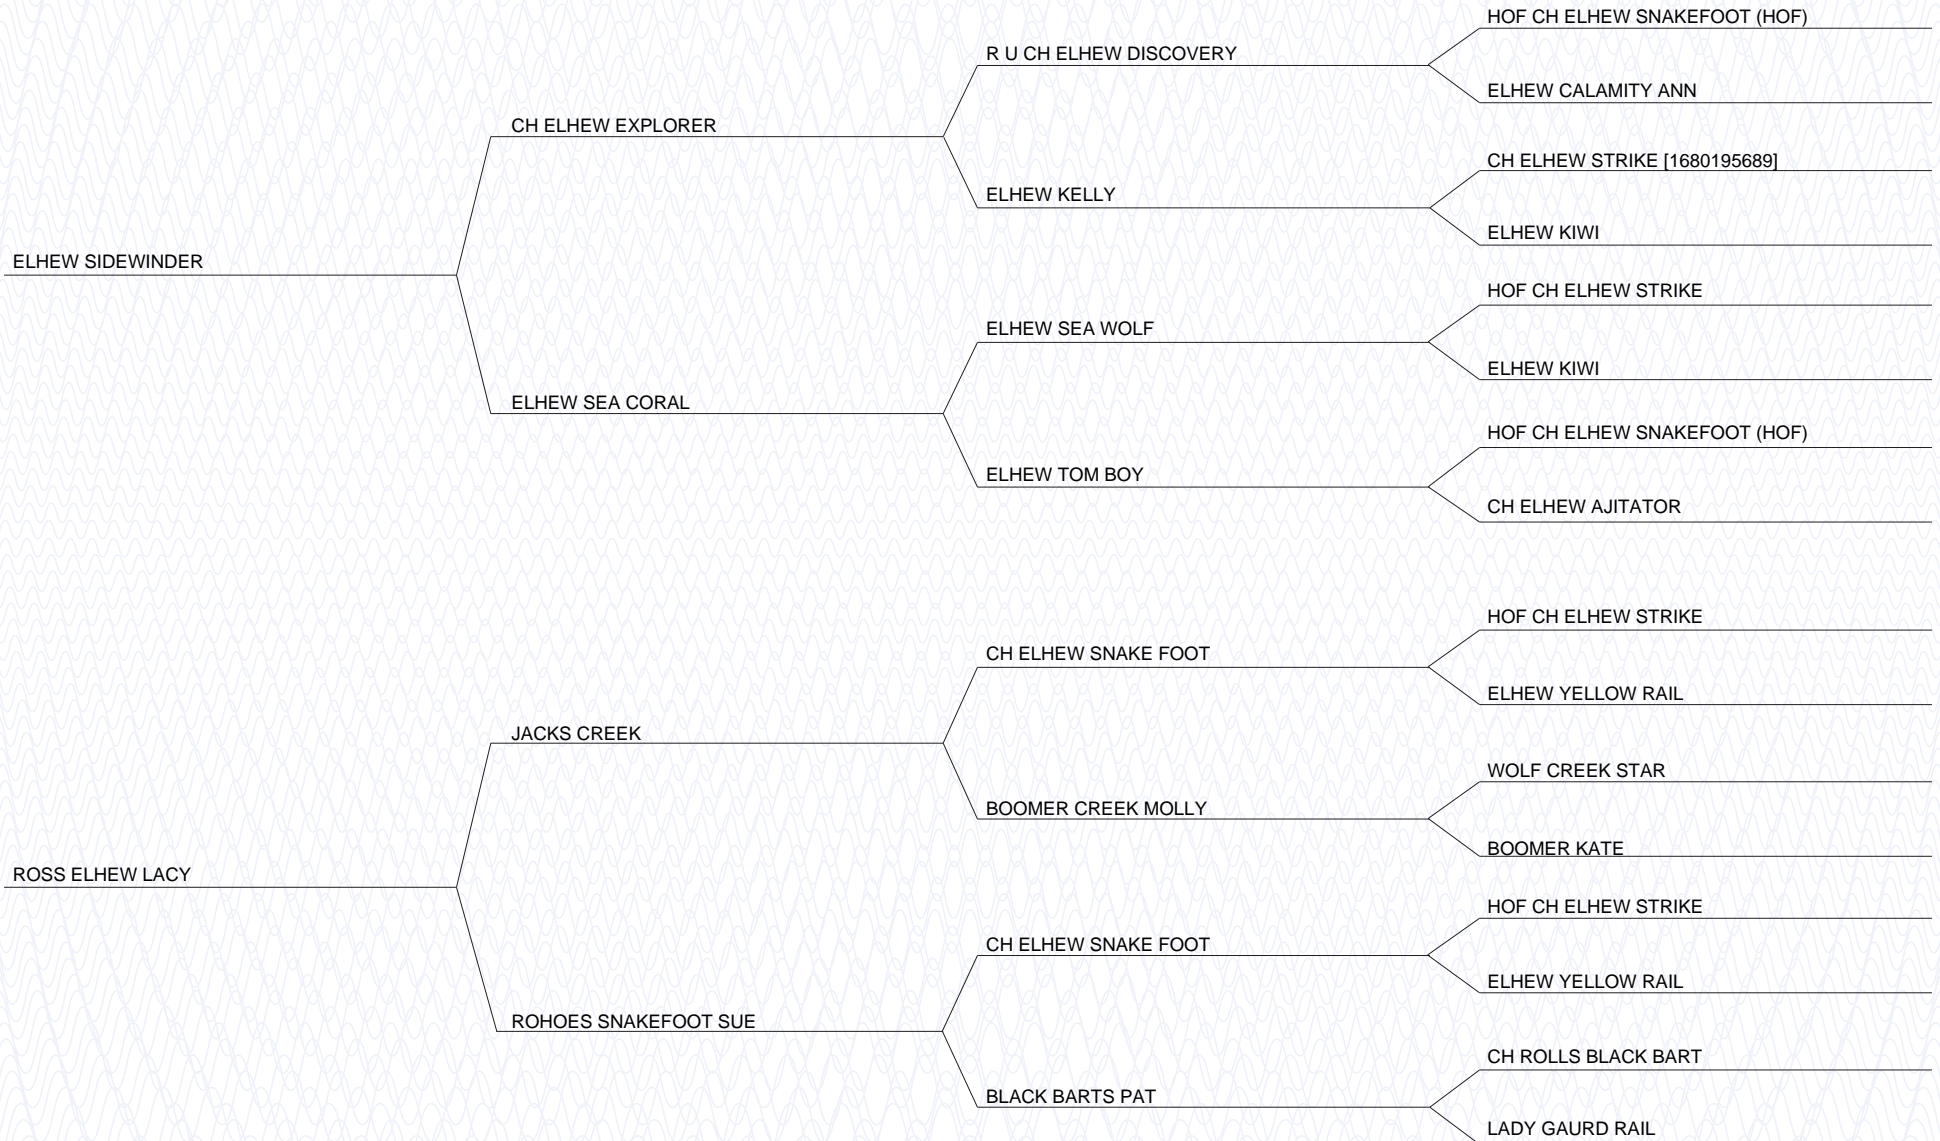 HOF CH ELHEW SNAKEFOOT (HOF)
R U CH ELHEW DISCOVERY
ELHEW CALAMITY ANN
CH ELHEW EXPLORER
CH ELHEW STRIKE [1680195689]
ELHEW KELLY
ELHEW KIWI
ELHEW SIDEWINDER
HOF CH ELHEW STRIKE
ELHEW SEA WOLF
ELHEW KIWI
ELHEW SEA CORAL
HOF CH ELHEW SNAKEFOOT (HOF)
ELHEW TOM BOY
CH ELHEW AJITATOR
HOF CH ELHEW STRIKE
CH ELHEW SNAKE FOOT
ELHEW YELLOW RAIL
JACKS CREEK
WOLF CREEK STAR
BOOMER CREEK MOLLY
BOOMER KATE
ROSS ELHEW LACY
HOF CH ELHEW STRIKE
CH ELHEW SNAKE FOOT
ELHEW YELLOW RAIL
ROHOES SNAKEFOOT SUE
CH ROLLS BLACK BART
BLACK BARTS PAT
LADY GAURD RAIL